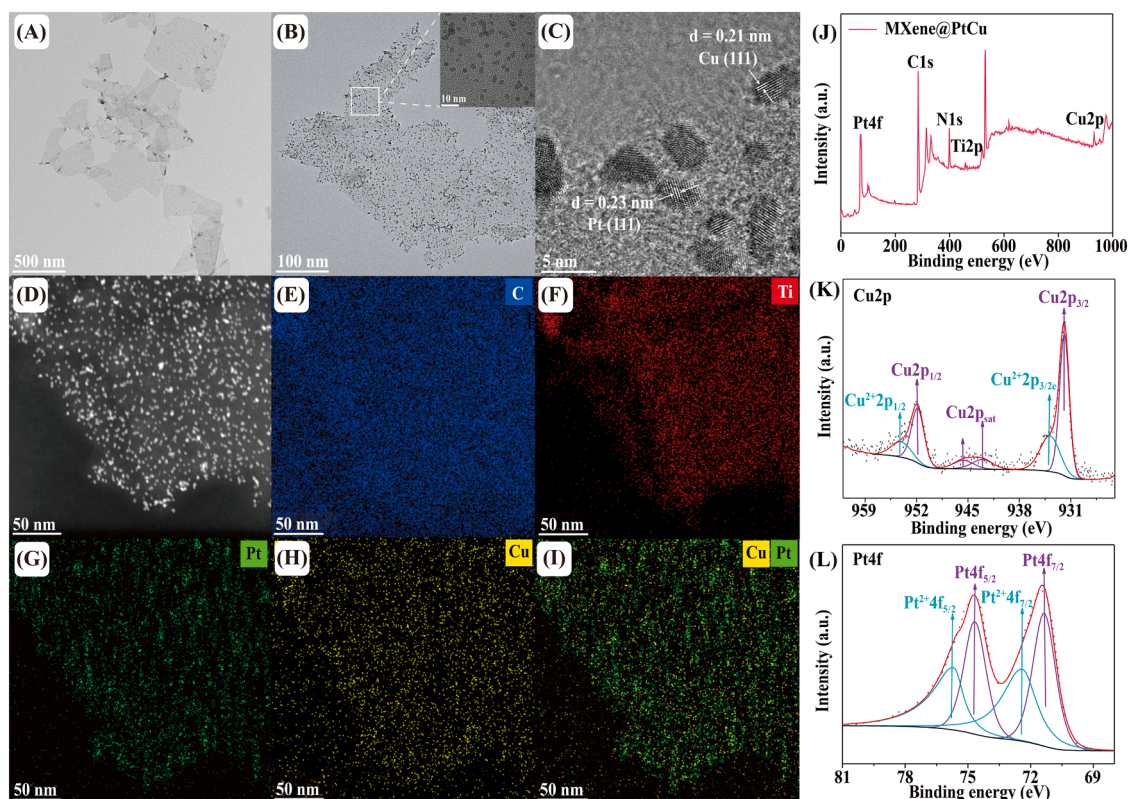 (A)
500 nm
(B)
10 nm
100 nm
(C)
d = 0.21 nm
Cu (111)
d = 0.23 nm
Pt (111)
5 nm
(D)
50 nm
(E)
C
50 nm
(F)
Ti
50 nm
(G)
Pt
50 nm
(H)
Cu
50 nm
(I)
Cu Pt
50 nm
(J)
MXene@PtCu
Pt4f
C1s
N1s
Ti2p
Cu2p
Intensity (a.u.)
0 200 400 600 800 1000
Binding energy (eV)
(K)
Cu2p
Cu2p3/2
Cu2p1/2
Cu²⁺2p3/2e
Cu²⁺2p1/2
Cu2psat
Intensity (a.u.)
959 952 945 938 931
Binding energy (eV)
(L)
Pt4f
Pt4f7/2
Pt4f5/2
Pt²⁺4f5/2
Pt²⁺4f7/2
Intensity (a.u.)
81 78 75 72 69
Binding energy (eV)